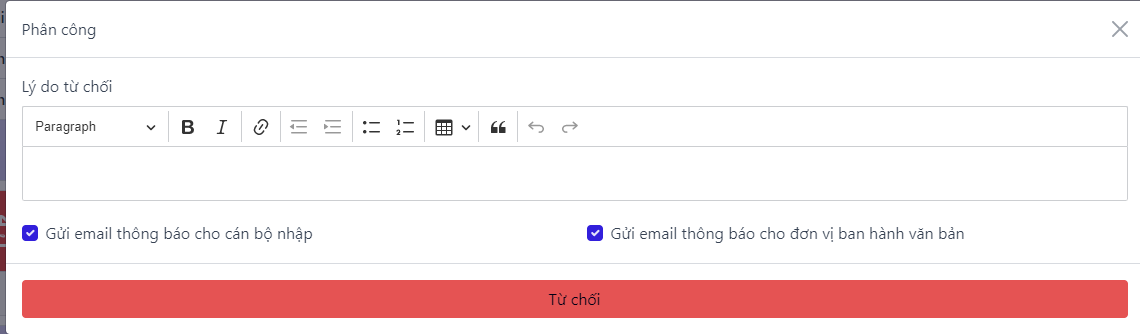 Phân công
Lý do từ chối
Paragraph
Gửi email thông báo cho cán bộ nhập
Gửi email thông báo cho đơn vị ban hành văn bản
Từ chối